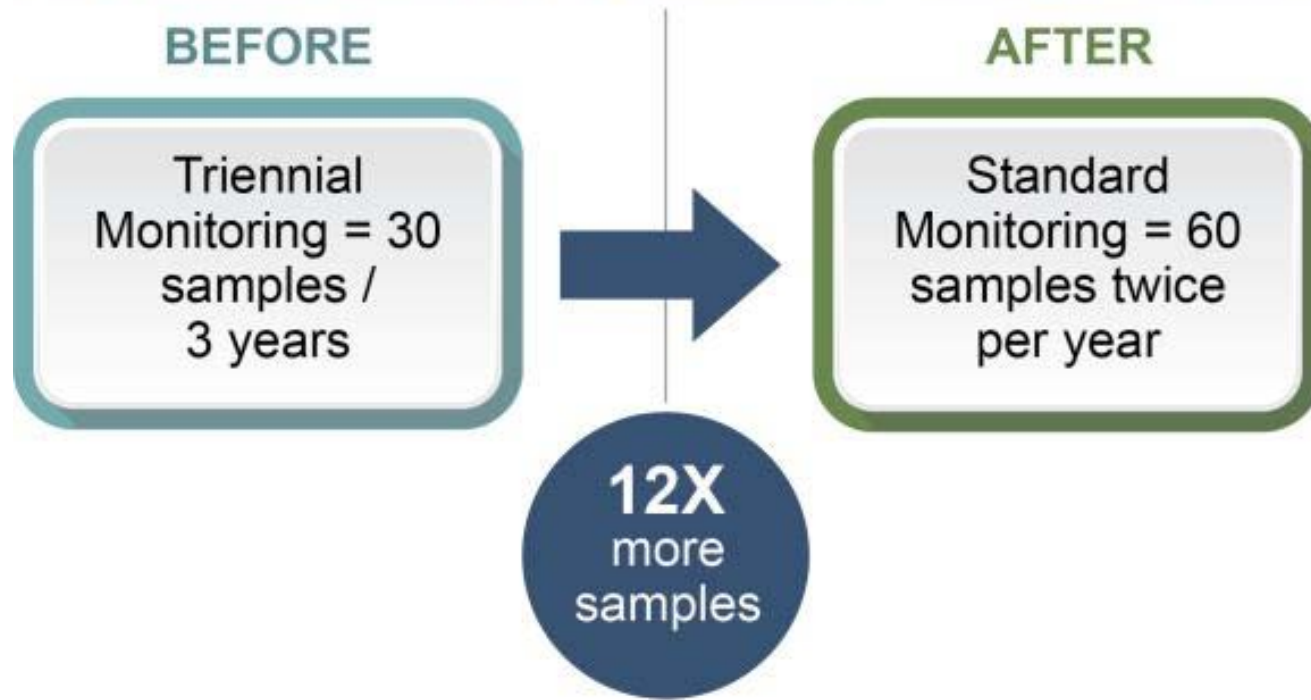 BEFORE
Triennial
Monitoring = 30
samples /
3 years
AFTER
Standard
Monitoring = 60
samples twice
per year
12X
more
samples